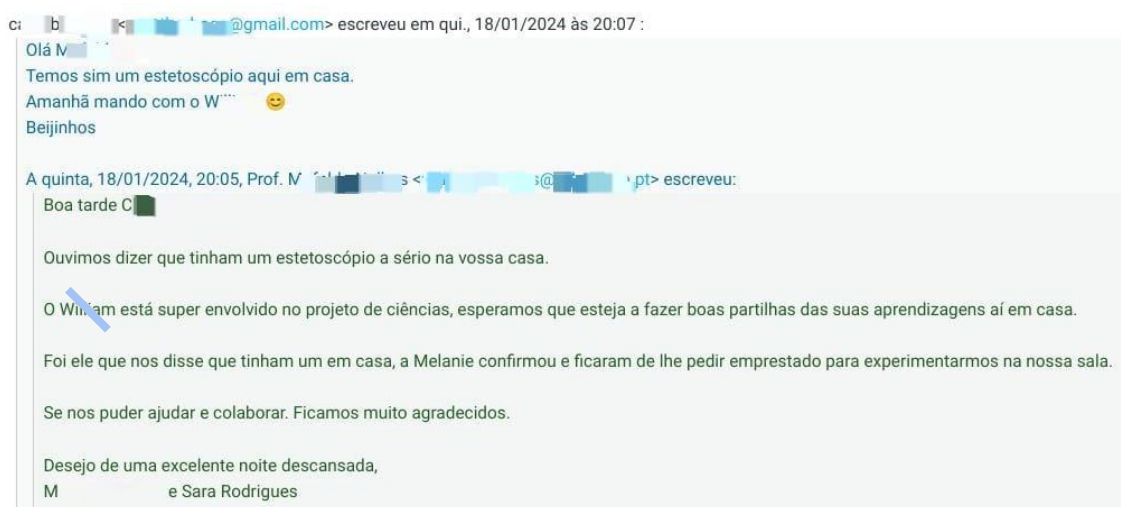 @gmail.com> escreveu em qui., 18/01/2024 às 20:07 :
Olá
Temos sim um estetoscópio aqui em casa.
Amanhã mando com o 😊
Beijinhos
A quinta, 18/01/2024, 20:05, Prof. escreveu:
Boa tarde
Ouvimos dizer que tinham um estetoscópio a sério na vossa casa.
O William está super envolvido no projeto de ciências, esperamos que esteja a fazer boas partilhas das suas aprendizagens aí em casa.
Foi ele que nos disse que tinham um em casa, a Melanie confirmou e ficaram de lhe pedir emprestado para experimentarmos na nossa sala.
Se nos puder ajudar e colaborar. Ficamos muito agradecidos.
Desejo de uma excelente noite descansada,
M e Sara Rodrigues